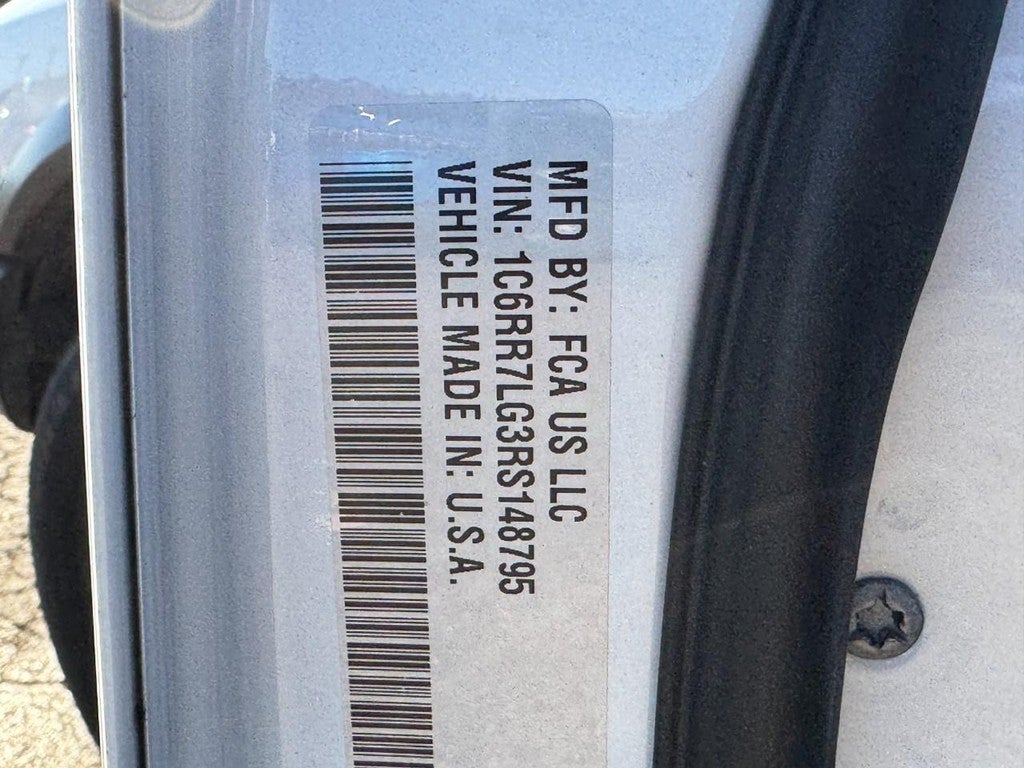 MFD BY: FCA US LLC
VIN: 1C6RR7LG3RS148795
VEHICLE MADE IN: U.S.A.